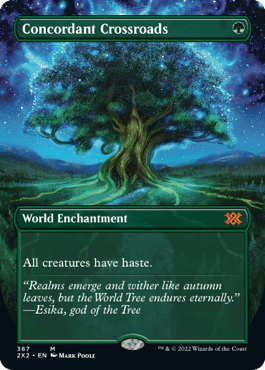 Concordant Crossroads
World Enchantment
All creatures have haste.
“Realms emerge and wither like autumn
leaves, but the World Tree endures eternally.”
—Esika, god of the Tree
367 M
2X2 • EN Mark Poole
™ & © 2022 Wizards of the Coast